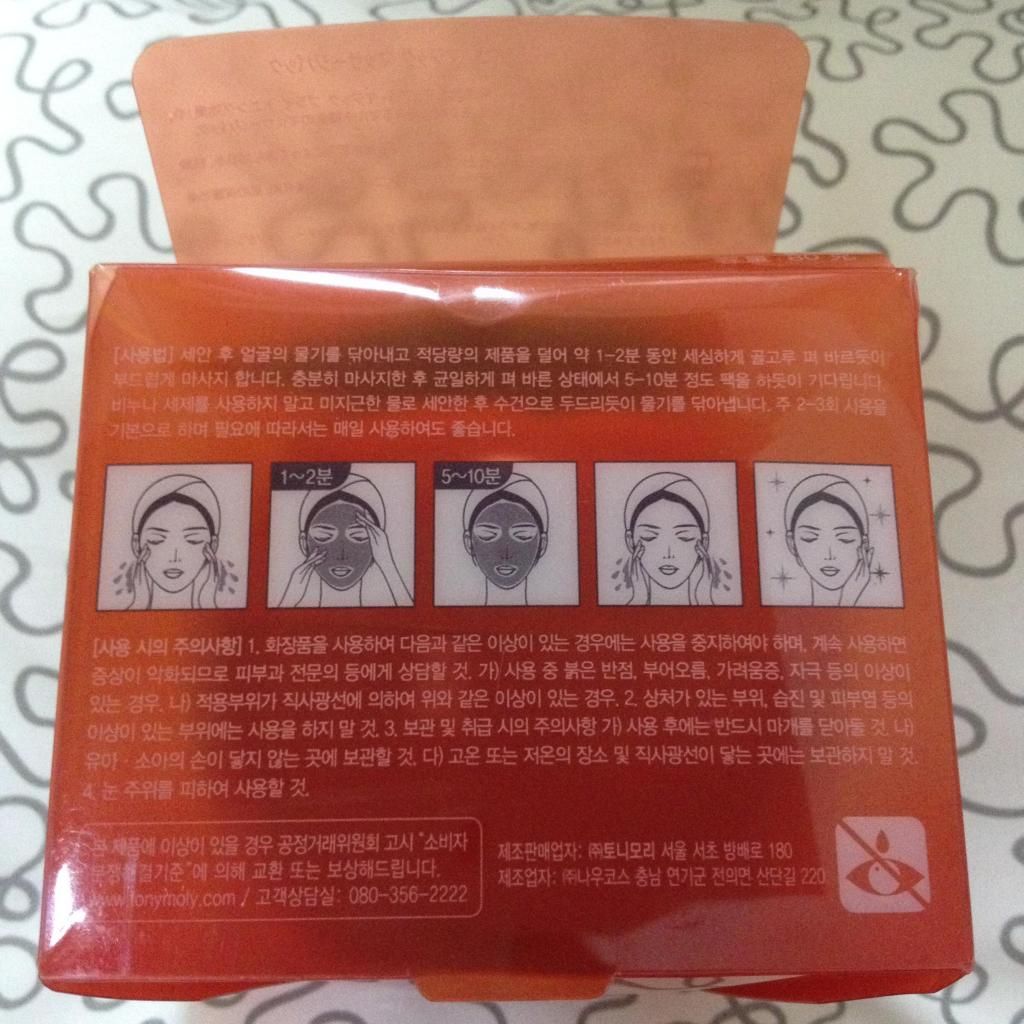 [사용법] 세안 후 얼굴의 물기를 닦아내고 적당량의 제품을 덜어 약 1-2분 동안 세심하게 골고루 펴 바르듯이
부드럽게 마사지 합니다. 충분히 마사지한 후 균일하게 펴 바른 상태에서 5-10분 정도 팩을 하듯이 기다립니다.
비누나 세제를 사용하지 말고 미지근한 물로 세안한 후 수건으로 두드리듯이 물기를 닦아냅니다. 주 2-3회 사용을
기본으로 하며 필요에 따라서는 매일 사용하여도 좋습니다.
1~2분
5~10분
[사용 시의 주의사항] 1. 화장품을 사용하여 다음과 같은 이상이 있는 경우에는 사용을 중지하여야 하며, 계속 사용하면
증상이 악화되므로 피부과 전문의 등에게 상담할 것. 가) 사용 중 붉은 반점, 부어오름, 가려움증, 자극 등의 이상이
있는 경우. 나) 적용부위가 직사광선에 의하여 위와 같은 이상이 있는 경우. 2. 상처가 있는 부위, 습진 및 피부염 등의
이상이 있는 부위에는 사용을 하지 말 것. 3. 보관 및 취급 시의 주의사항 가) 사용 후에는 반드시 마개를 닫아둘 것. 나)
유아·소아의 손이 닿지 않는 곳에 보관할 것. 다) 고온 또는 저온의 장소 및 직사광선이 닿는 곳에는 보관하지 말 것.
4. 눈 주위를 피하여 사용할 것.
본 제품에 이상이 있을 경우 공정거래위원회 고시 "소비자
분쟁해결기준"에 의해 교환 또는 보상해드립니다.
www.tonymoly.com / 고객상담실: 080-356-2222
제조판매업자: ㈜토니모리 서울 서초 방배로 180
제조업자: ㈜나우코스 충남 연기군 전의면 산단길 220